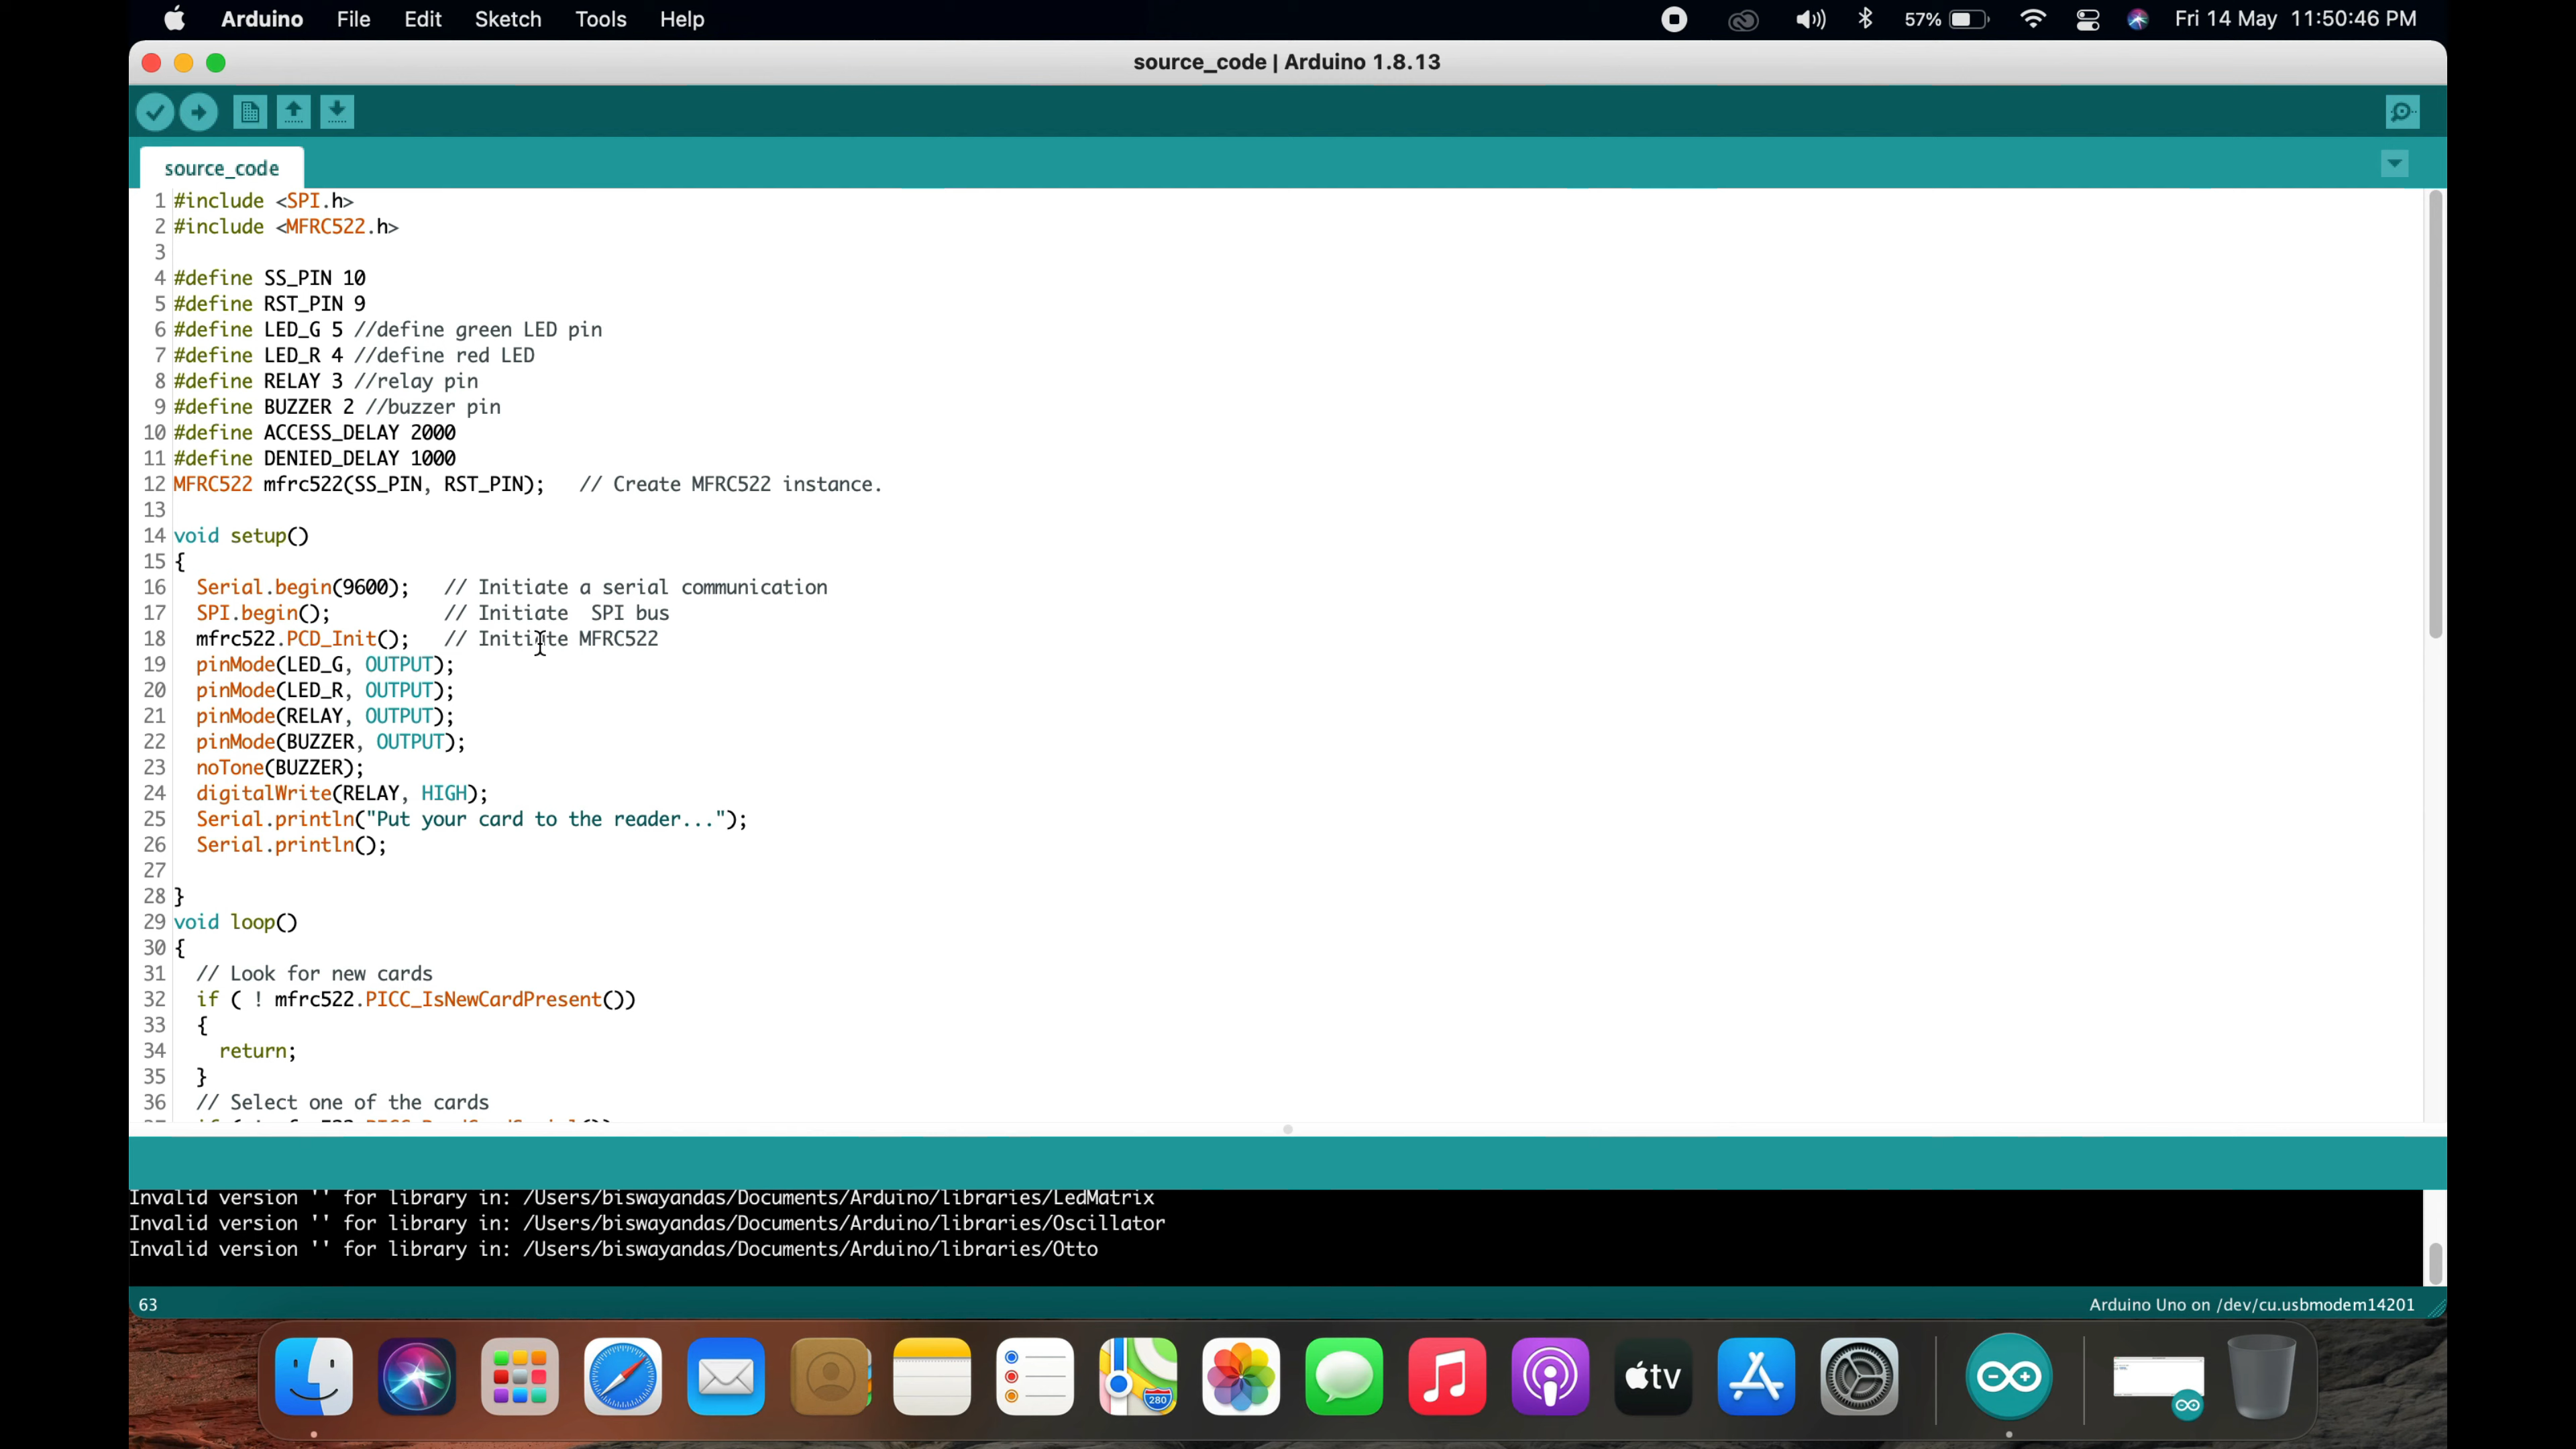 Arduino File Edit Sketch Tools Help 57% Fri 14 May 11:50:46 PM
source_code | Arduino 1.8.13
source_code
1 #include <SPI.h>
2 #include <MFRC522.h>
3
4 #define SS_PIN 10
5 #define RST_PIN 9
6 #define LED_G 5 //define green LED pin
7 #define LED_R 4 //define red LED
8 #define RELAY 3 //relay pin
9 #define BUZZER 2 //buzzer pin
10 #define ACCESS_DELAY 2000
11 #define DENIED_DELAY 1000
12 MFRC522 mfrc522(SS_PIN, RST_PIN);   // Create MFRC522 instance.
13
14 void setup()
15 {
16   Serial.begin(9600);   // Initiate a serial communication
17   SPI.begin();          // Initiate  SPI bus
18   mfrc522.PCD_Init();   // Initiate MFRC522
19   pinMode(LED_G, OUTPUT);
20   pinMode(LED_R, OUTPUT);
21   pinMode(RELAY, OUTPUT);
22   pinMode(BUZZER, OUTPUT);
23   noTone(BUZZER);
24   digitalWrite(RELAY, HIGH);
25   Serial.println("Put your card to the reader...");
26   Serial.println();
27
28 }
29 void loop()
30 {
31   // Look for new cards
32   if ( ! mfrc522.PICC_IsNewCardPresent())
33   {
34     return;
35   }
36   // Select one of the cards
Invalid version '' for library in: /Users/biswayandas/Documents/Arduino/libraries/LedMatrix
Invalid version '' for library in: /Users/biswayandas/Documents/Arduino/libraries/Oscillator
Invalid version '' for library in: /Users/biswayandas/Documents/Arduino/libraries/Otto
63 Arduino Uno on /dev/cu.usbmodem14201
280
tv